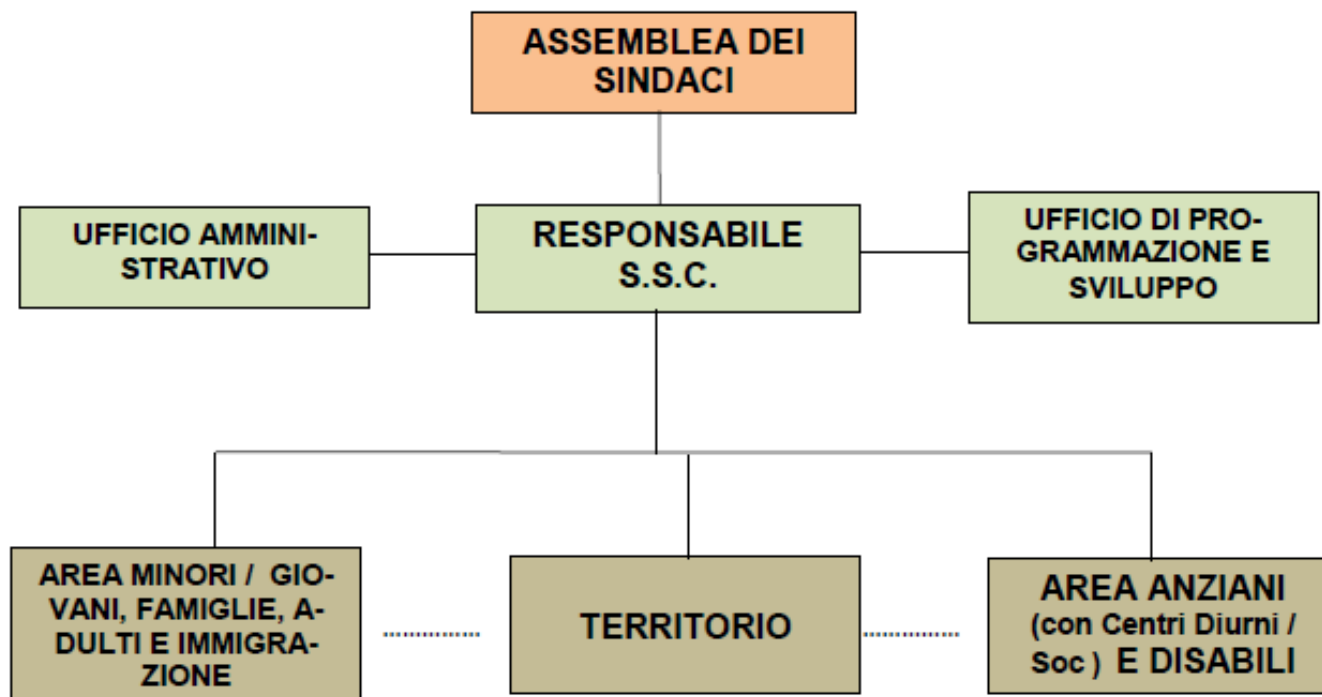 ASSEMBLEA DEI
SINDACI
UFFICIO AMMINI-
STRATIVO
RESPONSABILE
S.S.C.
UFFICIO DI PRO-
GRAMMAZIONE E
SVILUPPO
AREA MINORI / GIO-
VANI, FAMIGLIE, A-
DULTI E IMMIGRA-
ZIONE
TERRITORIO
AREA ANZIANI
(con Centri Diurni /
Soc ) E DISABILI